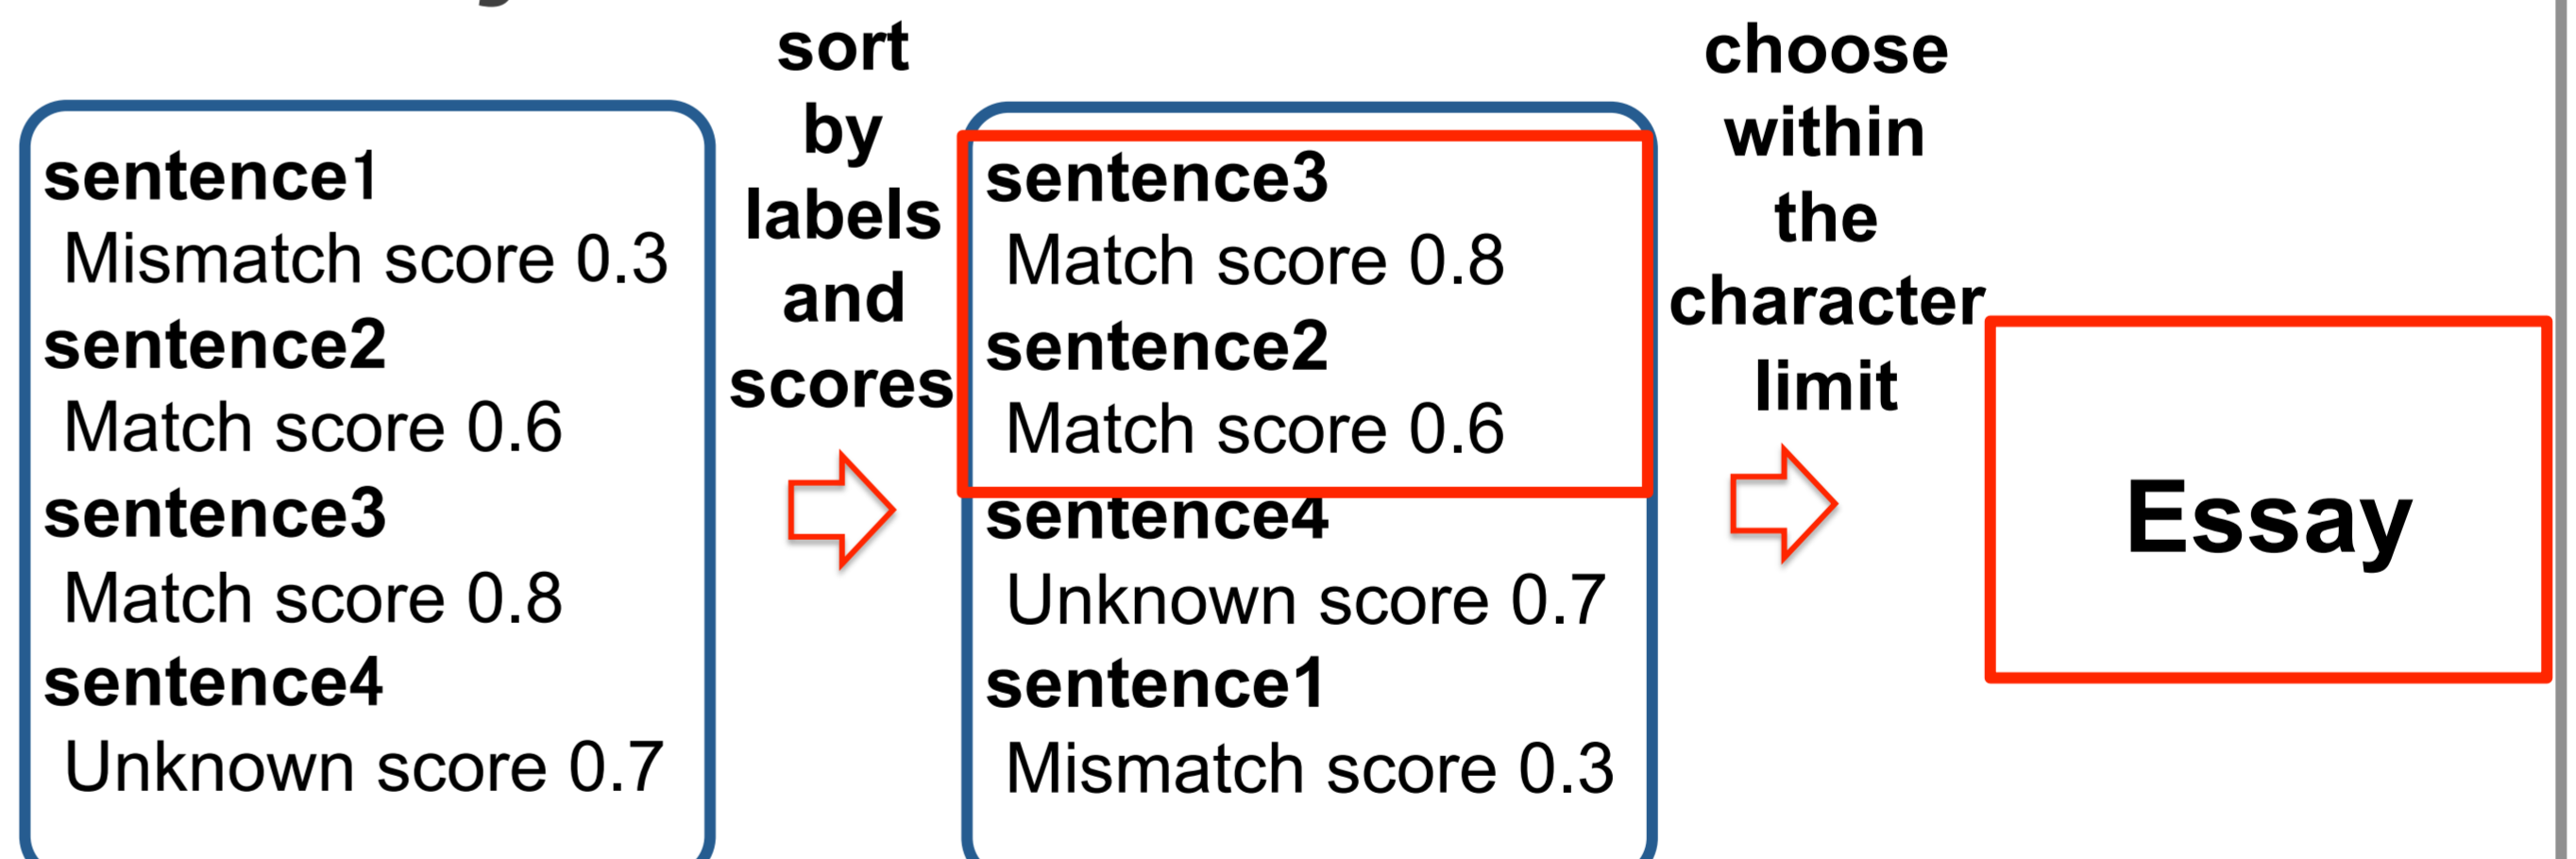 sentence1
Mismatch score 0.3
sentence2
Match score 0.6
sentence3
Match score 0.8
sentence4
Unknown score 0.7
sort
by
labels
and
scores
sentence3
Match score 0.8
sentence2
Match score 0.6
sentence4
Unknown score 0.7
sentence1
Mismatch score 0.3
choose
within
the
character
limit
Essay